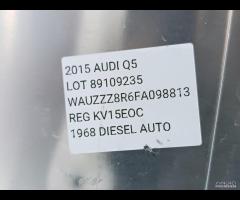 2015 AUDI Q5
LOT 89109235
WAUZZZ8R6FA098813
REG KV15EOC
1968 DIESEL AUTO